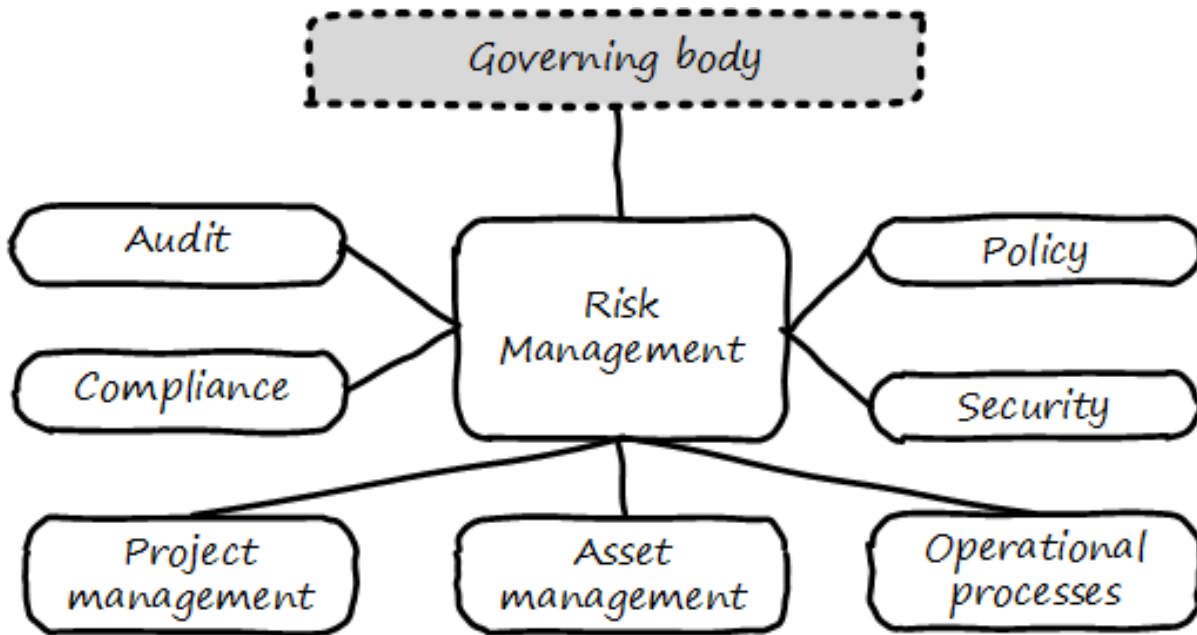 Governing body
Audit
Policy
Risk
Management
Compliance
Security
Project
management
Asset
management
Operational
processes